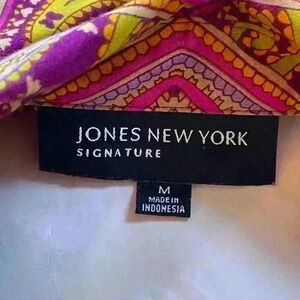 JONES NEW YORK
SIGNATURE
M
MADE IN
INDONESIA